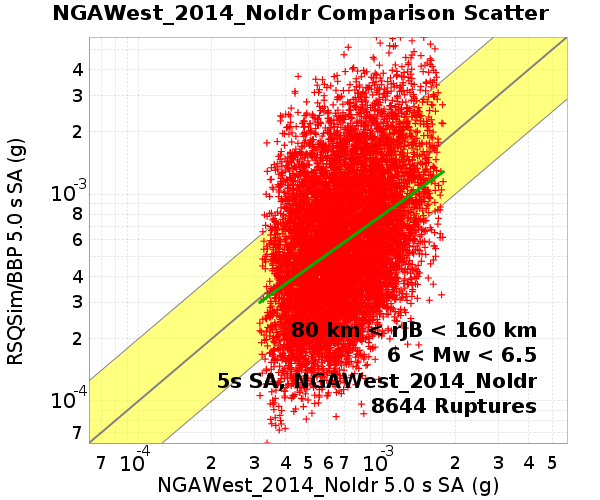 NGAWest_2014_NoIdr Comparison Scatter
RSQSim/BBP 5.0 s SA (g)
4
3
2
10-3
8
6
4
3
2
10-4
7
80 km < rJB < 160 km
6 < Mw < 6.5
5s SA, NGAWest_2014_NoIdr
8644 Ruptures
7 10-4 2 3 4 5 6 7 10-3 2 3 4 5
NGAWest_2014_NoIdr 5.0 s SA (g)